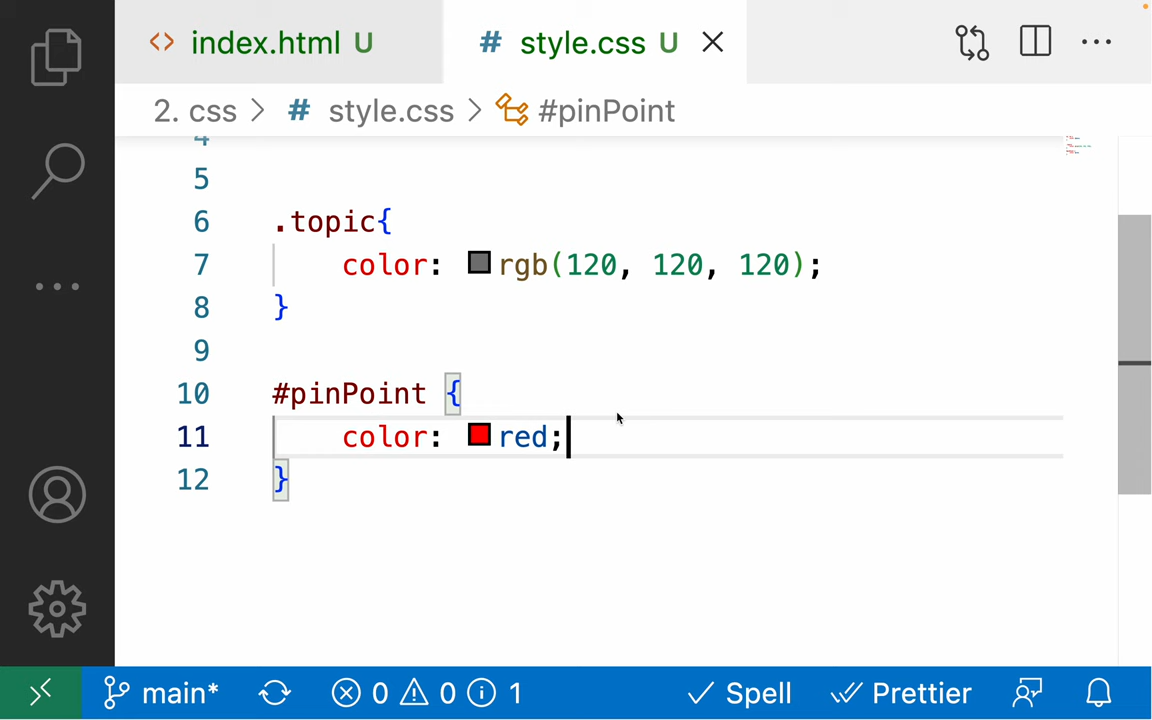 index.html U
style.css U
2. css > # style.css > #pinPoint
4
5
6 .topic{
7 color: rgb(120, 120, 120);
8 }
9
10 #pinPoint {
11 color: red;
12 }
main* 0 0 1 Spell Prettier